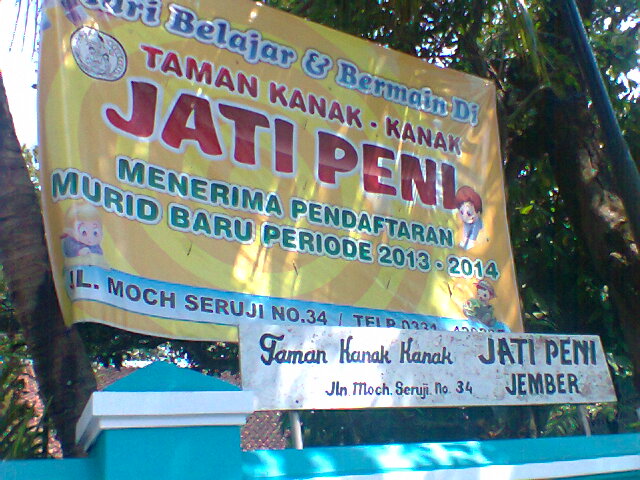 Belajar & Bermain Di
TAMAN KANAK - KANAK
JATI PENI
MENERIMA PENDAFTARAN
MURID BARU PERIODE 2013 - 2014
JL. MOCH SERUJI NO.34 / TELP. 0331
Taman Kanak Kanak JATI PENI
Jln. Moch. Seruji. No. 34 JEMBER